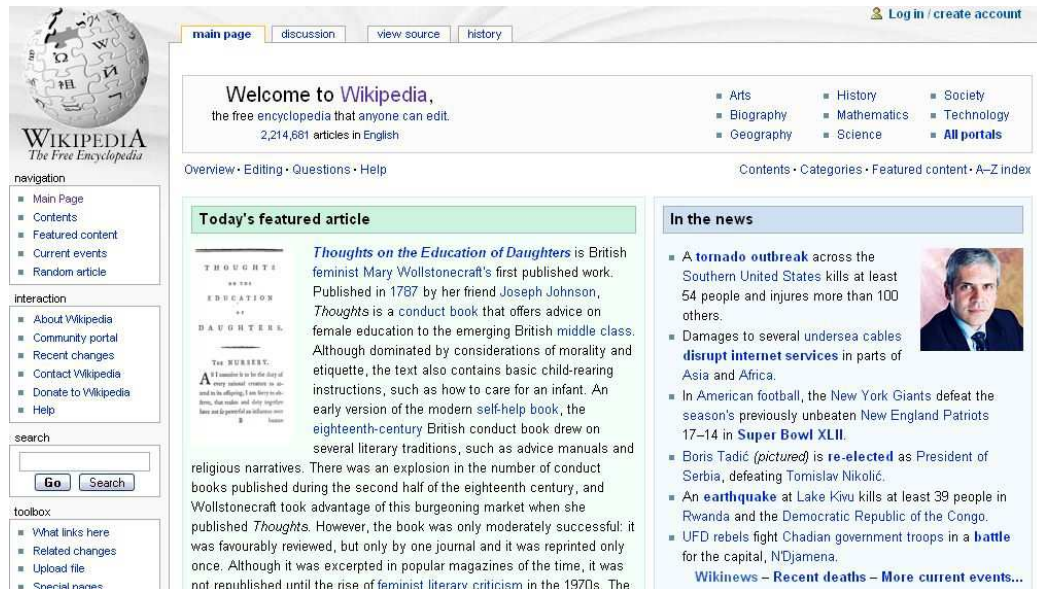 Log in / create account
main page
discussion
view source
history
WIKIPEDIA
The Free Encyclopedia
navigation
Main Page
Contents
Featured content
Current events
Random article
interaction
About Wikipedia
Community portal
Recent changes
Contact Wikipedia
Donate to Wikipedia
Help
search
Go
Search
toolbox
What links here
Related changes
Upload file
Special pages
Welcome to Wikipedia,
the free encyclopedia that anyone can edit.
2,214,681 articles in English
Arts
Biography
Geography
History
Mathematics
Science
Society
Technology
All portals
Overview · Editing · Questions · Help
Contents · Categories · Featured content · A–Z index
Today's featured article
THOUGHTS
ON THE
EDUCATION
OF
DAUGHTERS.
THE NURSERY.
Thoughts on the Education of Daughters is British
feminist Mary Wollstonecraft's first published work.
Published in 1787 by her friend Joseph Johnson,
Thoughts is a conduct book that offers advice on
female education to the emerging British middle class.
Although dominated by considerations of morality and
etiquette, the text also contains basic child-rearing
instructions, such as how to care for an infant. An
early version of the modern self-help book, the
eighteenth-century British conduct book drew on
several literary traditions, such as advice manuals and
religious narratives. There was an explosion in the number of conduct
books published during the second half of the eighteenth century, and
Wollstonecraft took advantage of this burgeoning market when she
published Thoughts. However, the book was only moderately successful: it
was favourably reviewed, but only by one journal and it was reprinted only
once. Although it was excerpted in popular magazines of the time, it was
not republished until the rise of feminist literary criticism in the 1970s. The
In the news
A tornado outbreak across the
Southern United States kills at least
54 people and injures more than 100
others.
Damages to several undersea cables
disrupt internet services in parts of
Asia and Africa.
In American football, the New York Giants defeat the
season's previously unbeaten New England Patriots
17–14 in Super Bowl XLII.
Boris Tadić (pictured) is re-elected as President of
Serbia, defeating Tomislav Nikolić.
An earthquake at Lake Kivu kills at least 39 people in
Rwanda and the Democratic Republic of the Congo.
UFD rebels fight Chadian government troops in a battle
for the capital, N'Djamena.
Wikinews – Recent deaths – More current events...